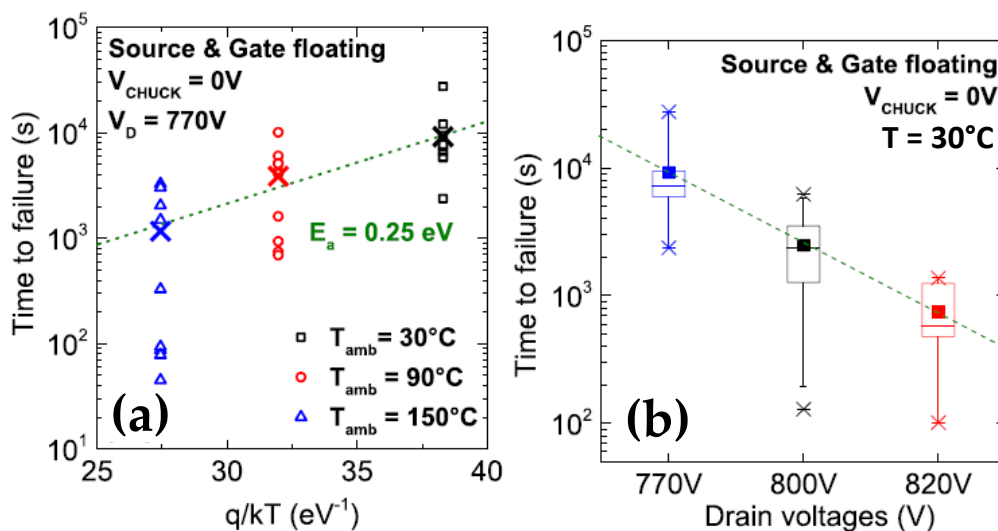 Source & Gate floating
V_CHUCK = 0V
V_D = 770V
E_a = 0.25 eV
T_amb = 30°C
T_amb = 90°C
T_amb = 150°C
(a)
Time to failure (s)
10^5
10^4
10^3
10^2
10^1
25
30
35
40
q/kT (eV^-1)
Source & Gate floating
V_CHUCK = 0V
T = 30°C
(b)
Time to failure (s)
10^5
10^4
10^3
10^2
770V
800V
820V
Drain voltages (V)